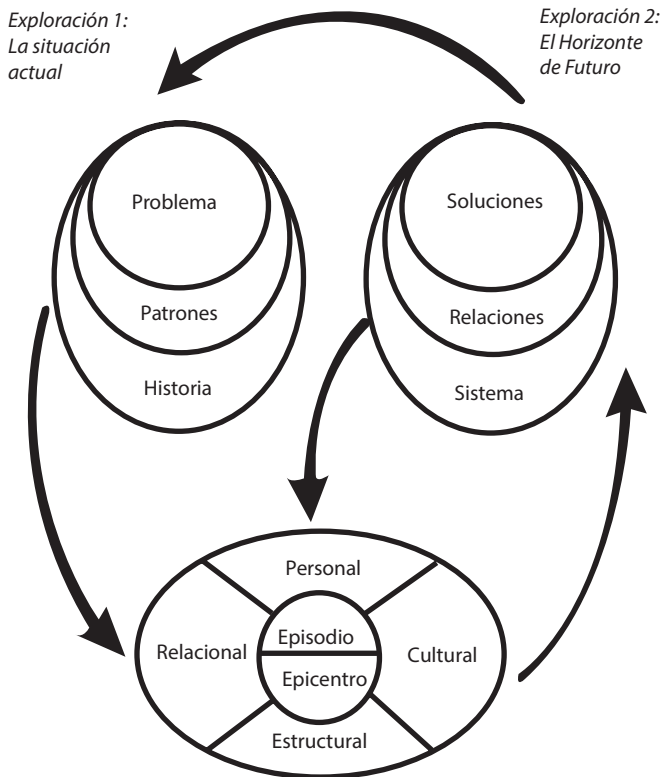 Exploración 1:
La situación
actual
Exploración 2:
El Horizonte
de Futuro
Problema
Patrones
Historia
Soluciones
Relaciones
Sistema
Personal
Relacional
Episodio
Epicentro
Cultural
Estructural